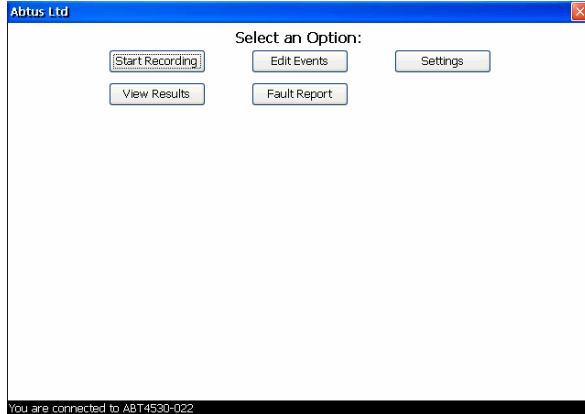 Abtus Ltd
Select an Option:
Start Recording Edit Events Settings
View Results Fault Report
You are connected to ABT4530-022